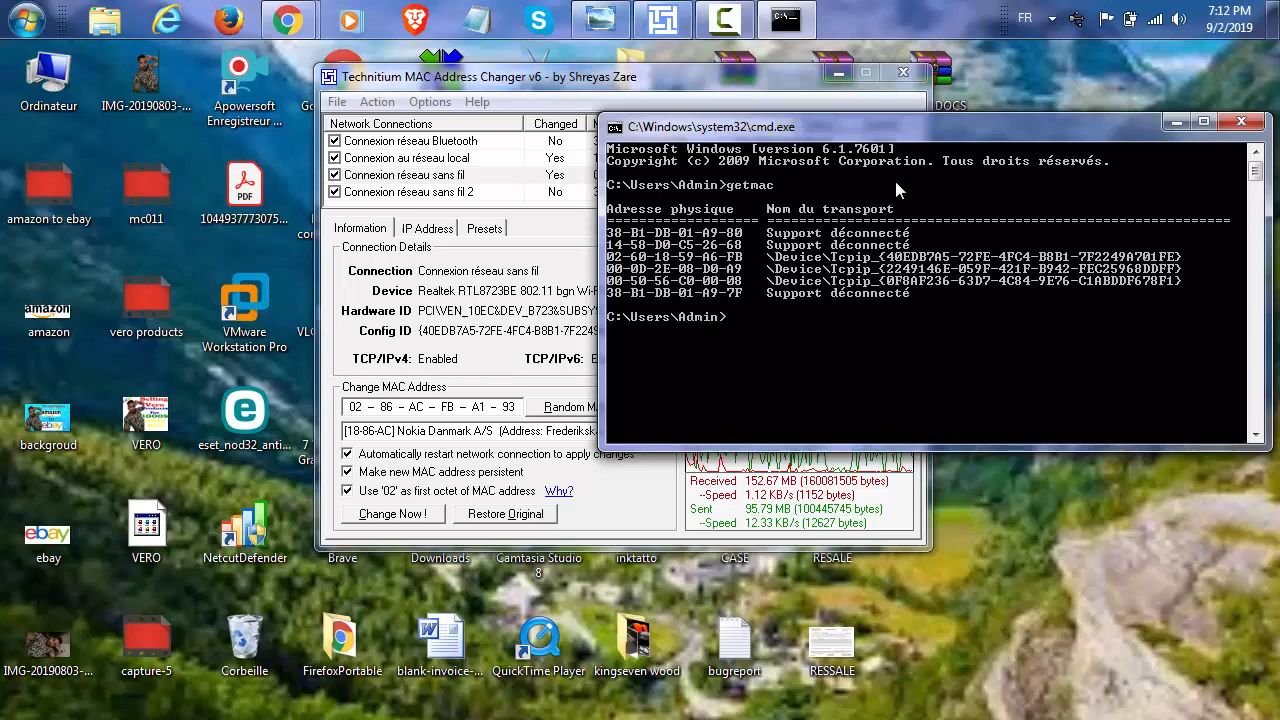 FR
7:12 PM
9/2/2019
Ordinateur
IMG-20190803-...
Apowersoft
Enregistreur ...
DOCS
amazon to ebay
mc011
1044937773075...
amazon
vero products
VMware
Workstation Pro
backgroud
VERO
eset_nod32_anti...
ebay
VERO
NetcutDefender
Brave
Downloads
Camtasia Studio
8
inktatto
CASE
RESALE
IMG-20190803-...
capture-5
Corbeille
FirefoxPortable
blank-invoice-...
QuickTime Player
kingseven wood
bugreport
RESSALE
Technitium MAC Address Changer v6 - by Shreyas Zare
File Action Options Help
Network Connections Changed
Connexion réseau Bluetooth No
Connexion au réseau local Yes
Connexion réseau sans fil Yes
Connexion réseau sans fil 2 No
Information IP Address Presets
Connection Details
Connection Connexion réseau sans fil
Device Realtek RTL8723BE 802.11 bgn Wi-F
Hardware ID PCI\VEN_10EC&DEV_B723&SUBSY
Config ID {40EDB7A5-72FE-4FC4-B8B1-7F2249
TCP/IPv4: Enabled TCP/IPv6:
Change MAC Address
02 - 86 - AC - FB - Random
[18-86-AC] Nokia Danmark A/S (Address: Frederiksk
Automatically restart network connection to apply changes
Make new MAC address persistent
Use '02' as first octet of MAC address Why?
Change Now ! Restore Original
Received 152.67 MB (160081505 bytes)
--Speed 1.12 KB/s (1152 bytes)
Sent 95.79 MB (100445745 bytes)
--Speed 12.33 KB/s (12627 bytes)
C:\Windows\system32\cmd.exe
Microsoft Windows [version 6.1.7601]
Copyright (c) 2009 Microsoft Corporation. Tous droits réservés.
C:\Users\Admin>getmac
Adresse physique Nom du transport
=================== ==========================================================
38-B1-DB-01-A9-80 Support déconnecté
14-58-D0-C5-26-68 Support déconnecté
02-60-18-59-A6-FB \Device\Tcpip_{40EDB7A5-72FE-4FC4-B8B1-7F2249A701FE}
00-0D-2E-08-D0-A9 \Device\Tcpip_{2249146E-059F-421F-B942-FEC25968DDFF}
00-50-56-C0-00-08 \Device\Tcpip_{0F8AF236-63D7-4C84-9E76-C1ABDDF678F1}
38-B1-DB-01-A9-7F Support déconnecté
C:\Users\Admin>